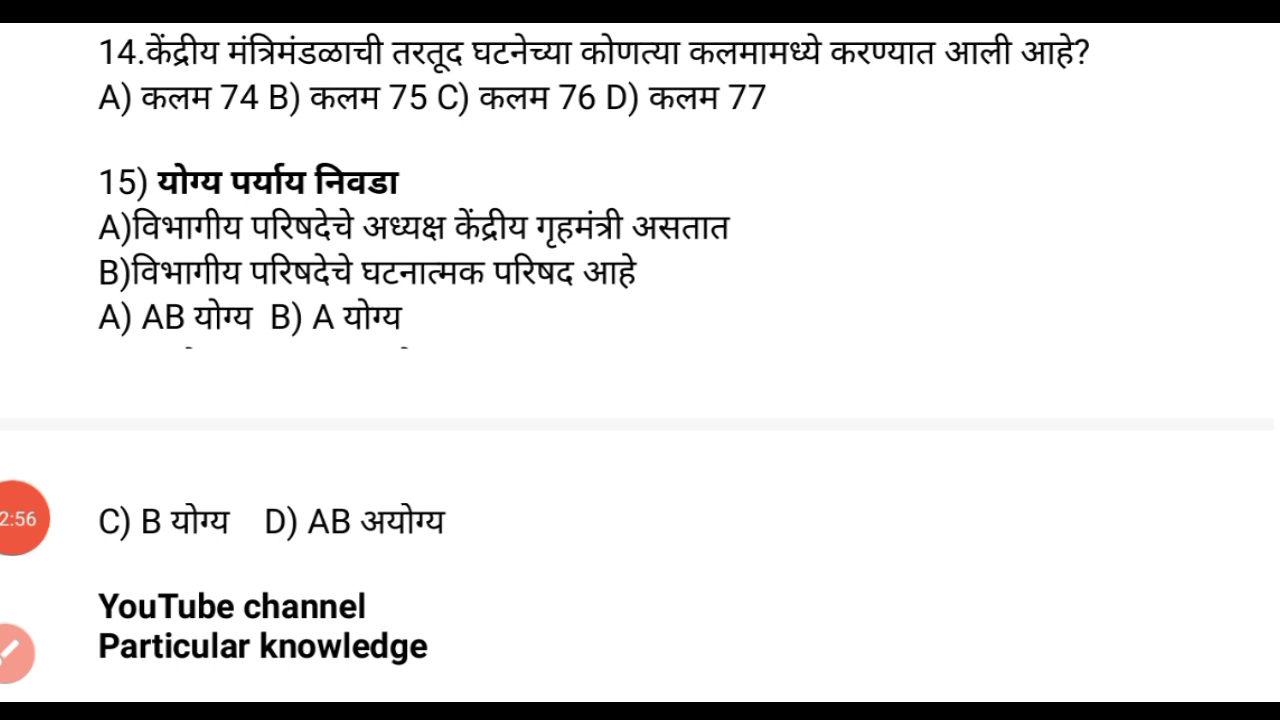 14.केंद्रीय मंत्रिमंडळाची तरतूद घटनेच्या कोणत्या कलमामध्ये करण्यात आली आहे?
A) कलम 74 B) कलम 75 C) कलम 76 D) कलम 77
15) योग्य पर्याय निवडा
A)विभागीय परिषदेचे अध्यक्ष केंद्रीय गृहमंत्री असतात
B)विभागीय परिषदेचे घटनात्मक परिषद आहे
A) AB योग्य B) A योग्य
2:56
C) B योग्य D) AB अयोग्य
YouTube channel
Particular knowledge